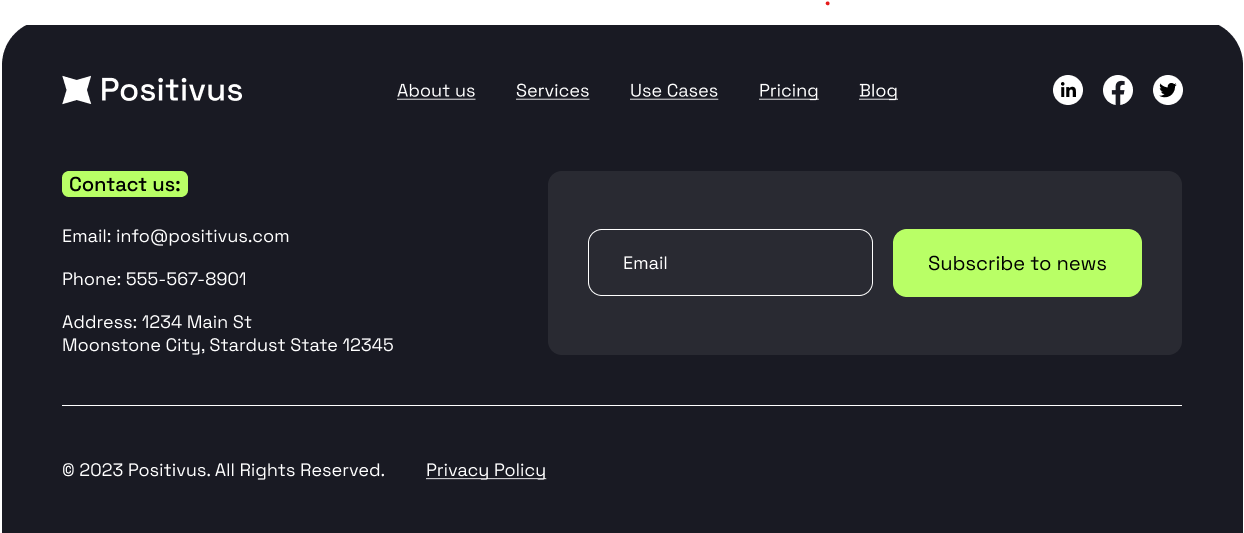 Positivus
About us Services Use Cases Pricing Blog
in
Contact us:
Email: info@positivus.com
Phone: 555-567-8901
Address: 1234 Main St
Moonstone City, Stardust State 12345
Email
Subscribe to news
© 2023 Positivus. All Rights Reserved.
Privacy Policy